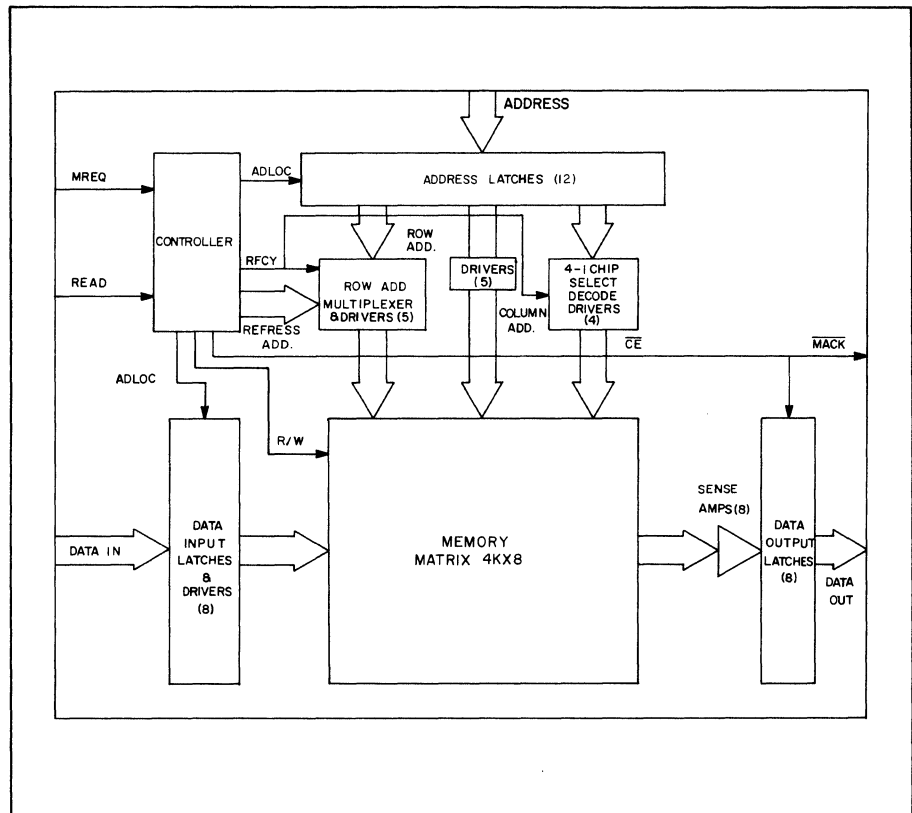 ADDRESS
MREQ
ADLOC
ADDRESS LATCHES (12)
CONTROLLER
ROW
ADD.
RFCY
READ
ROW ADD
MULTIPLEXER
& DRIVERS (5)
DRIVERS
(5)
COLUMN
ADD.
4-1 CHIP
SELECT
DECODE
DRIVERS
(4)
REFRESS
ADD.
CE
MACK
ADLOC
R/W
DATA IN
DATA
INPUT
LATCHES
&
DRIVERS
(8)
MEMORY
MATRIX 4KX8
SENSE
AMPS(8)
DATA
OUTPUT
LATCHES
(8)
DATA
OUT